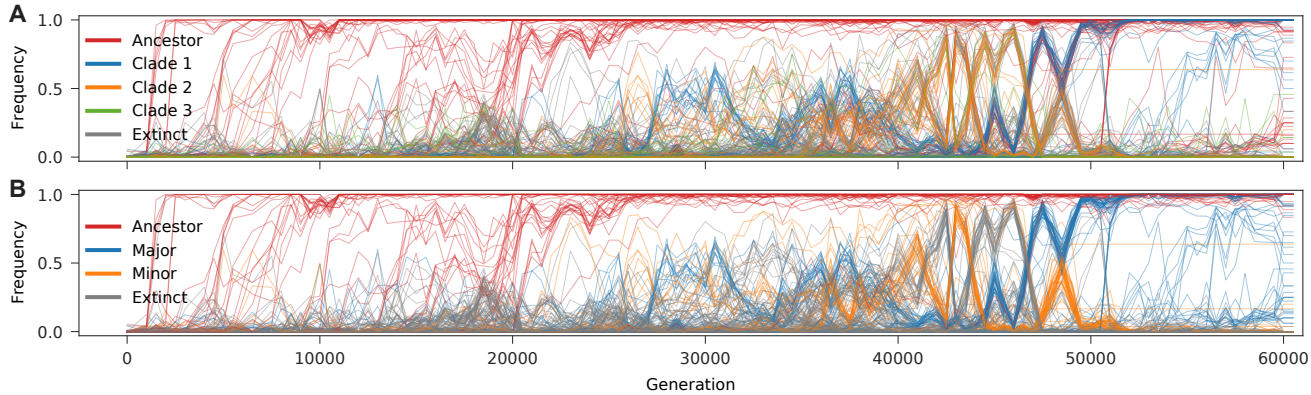 A
1.0
0.5
0.0
Frequency
Ancestor
Clade 1
Clade 2
Clade 3
Extinct
B
1.0
0.5
0.0
Frequency
Ancestor
Major
Minor
Extinct
0 10000 20000 30000 40000 50000 60000
Generation